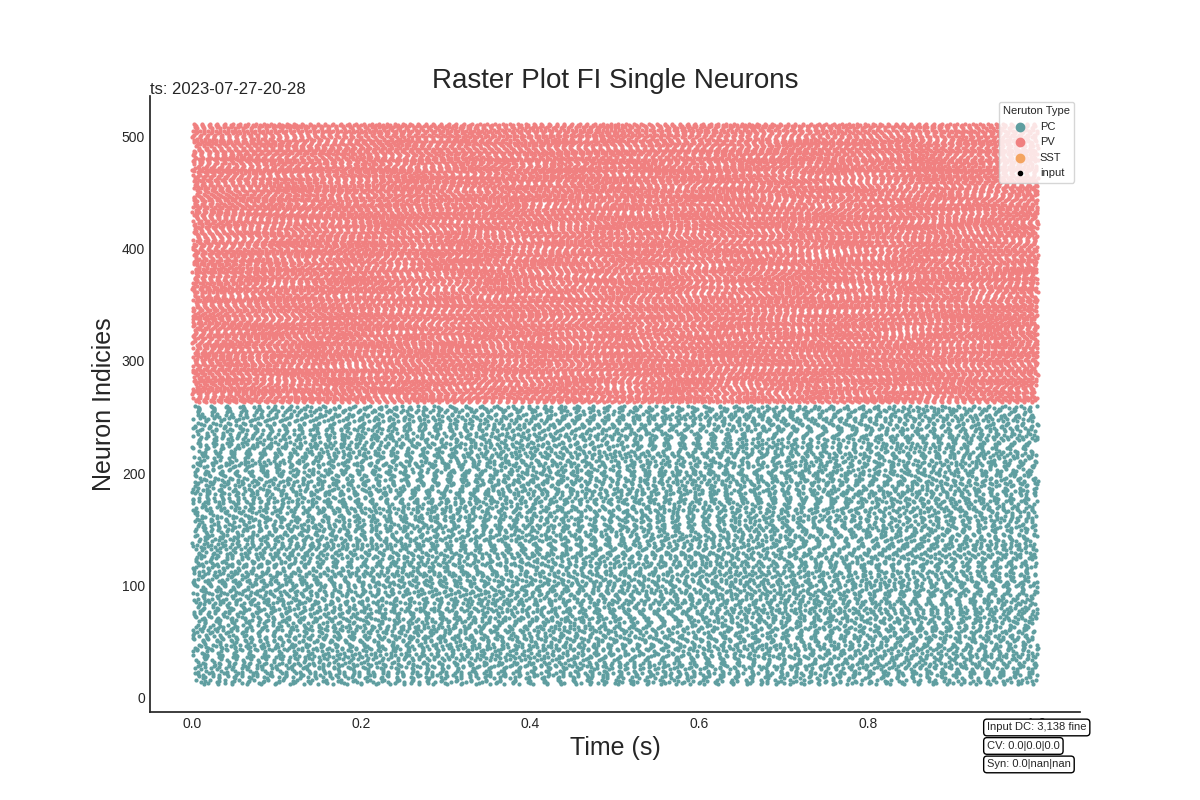 Raster Plot FI Single Neurons
ts: 2023-07-27-20-28
Neruton Type
PC
PV
SST
input
500
400
300
200
100
0
Neuron Indicies
0.0
0.2
0.4
0.6
0.8
Time (s)
Input DC: 3,138 fine
CV: 0.0|0.0|0.0
Syn: 0.0|nan|nan